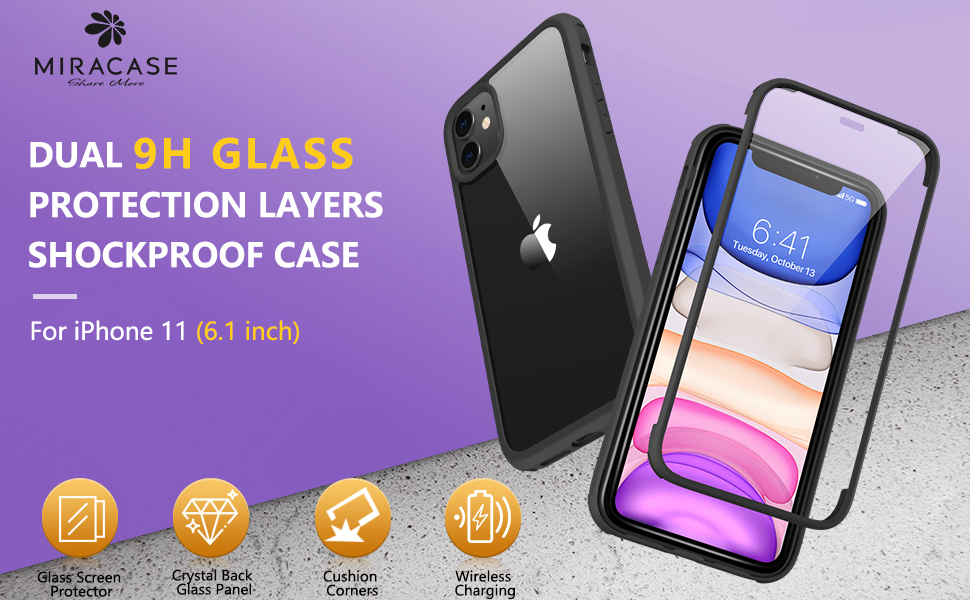 MIRACASE
Share More
DUAL 9H GLASS
PROTECTION LAYERS
SHOCKPROOF CASE
For iPhone 11 (6.1 inch)
5G
6:41
Tuesday, October 13
Glass Screen
Protector
Crystal Back
Glass Panel
Cushion
Corners
Wireless
Charging